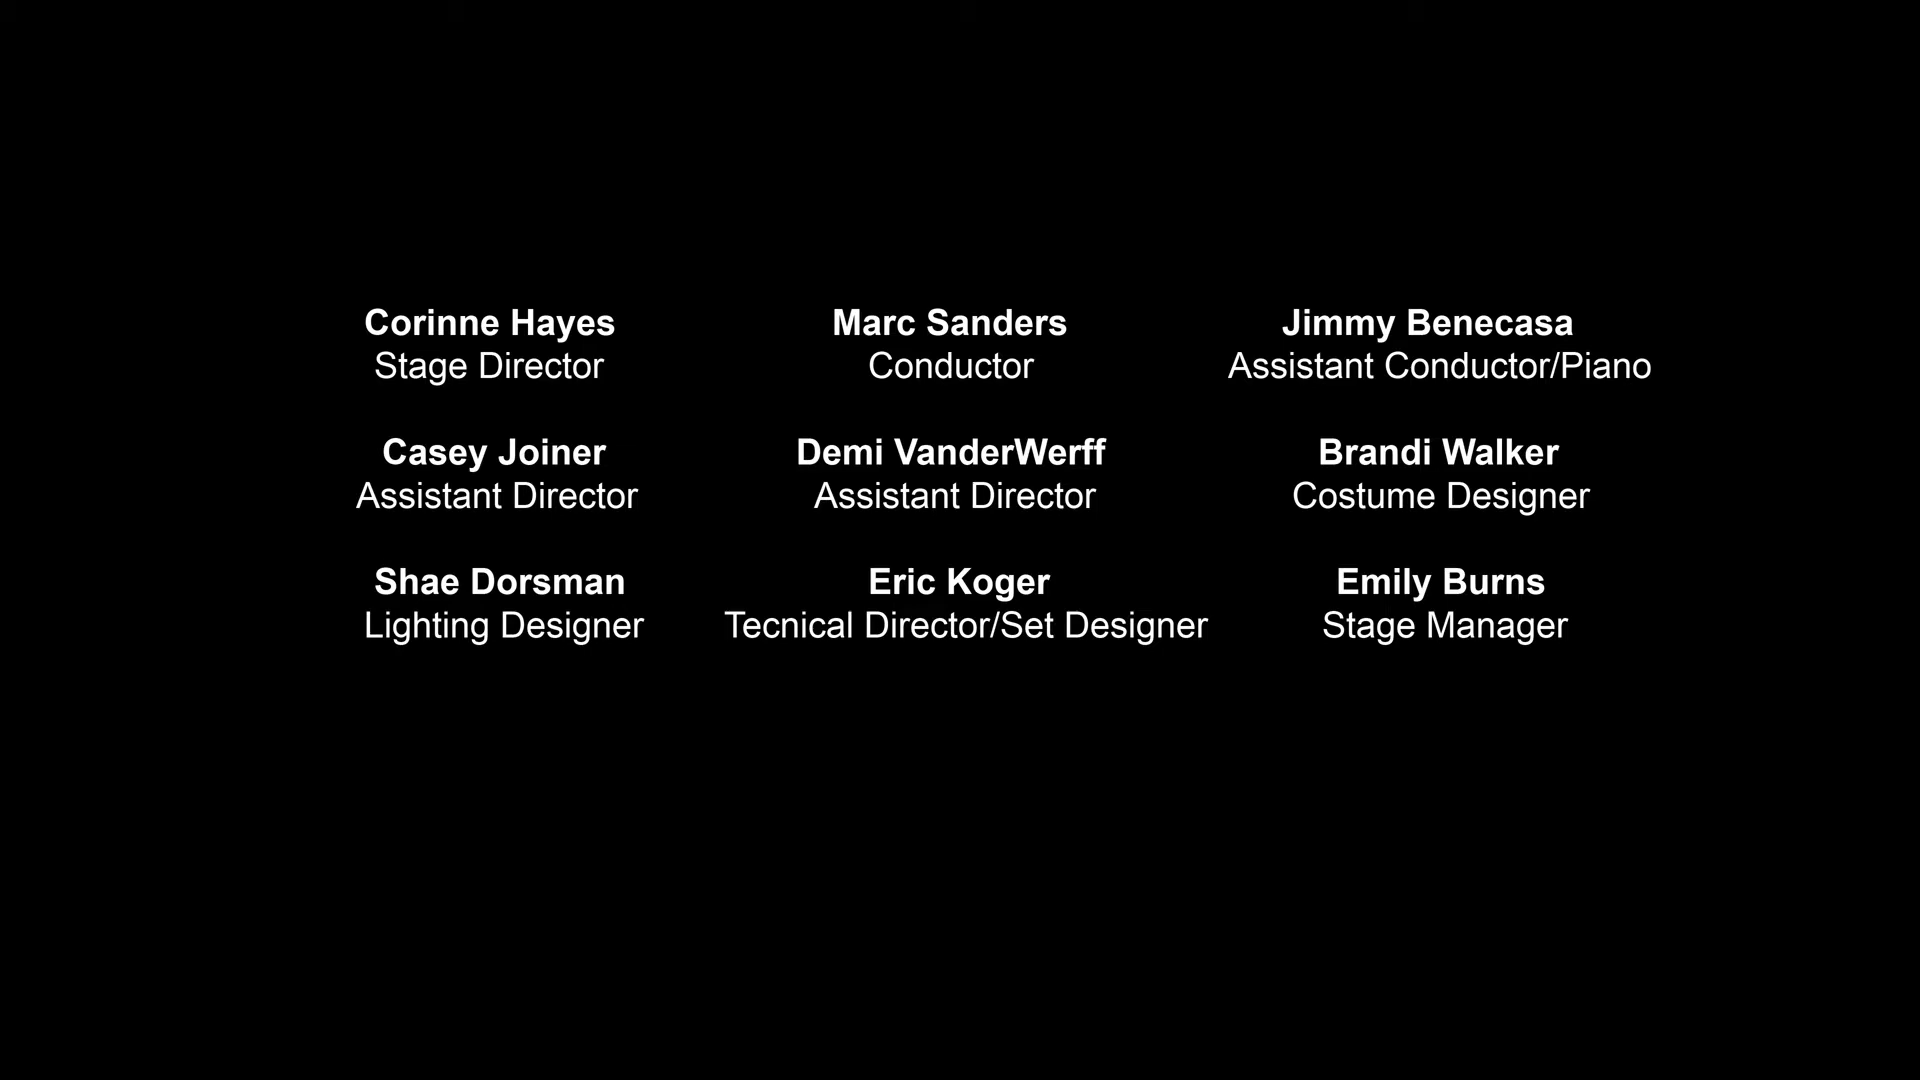 Corinne Hayes
Stage Director
Marc Sanders
Conductor
Jimmy Benecasa
Assistant Conductor/Piano
Casey Joiner
Assistant Director
Demi VanderWerff
Assistant Director
Brandi Walker
Costume Designer
Shae Dorsman
Lighting Designer
Eric Koger
Tecnical Director/Set Designer
Emily Burns
Stage Manager